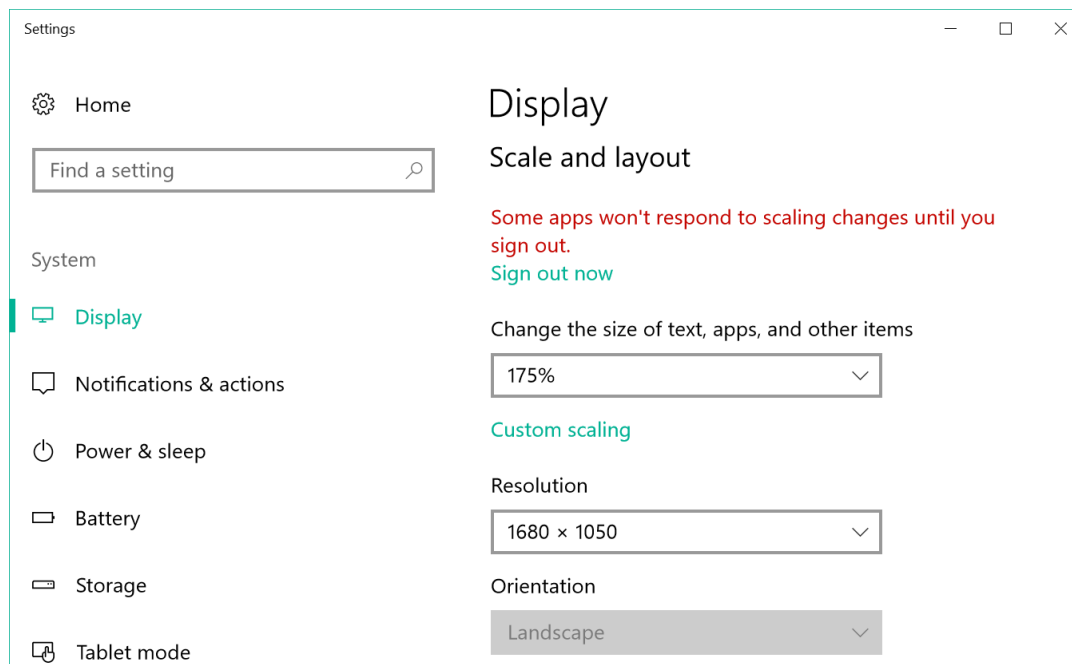 Settings
Home
Find a setting
System
Display
Notifications & actions
Power & sleep
Battery
Storage
Tablet mode
Display
Scale and layout
Some apps won't respond to scaling changes until you
sign out.
Sign out now
Change the size of text, apps, and other items
175%
Custom scaling
Resolution
1680 × 1050
Orientation
Landscape